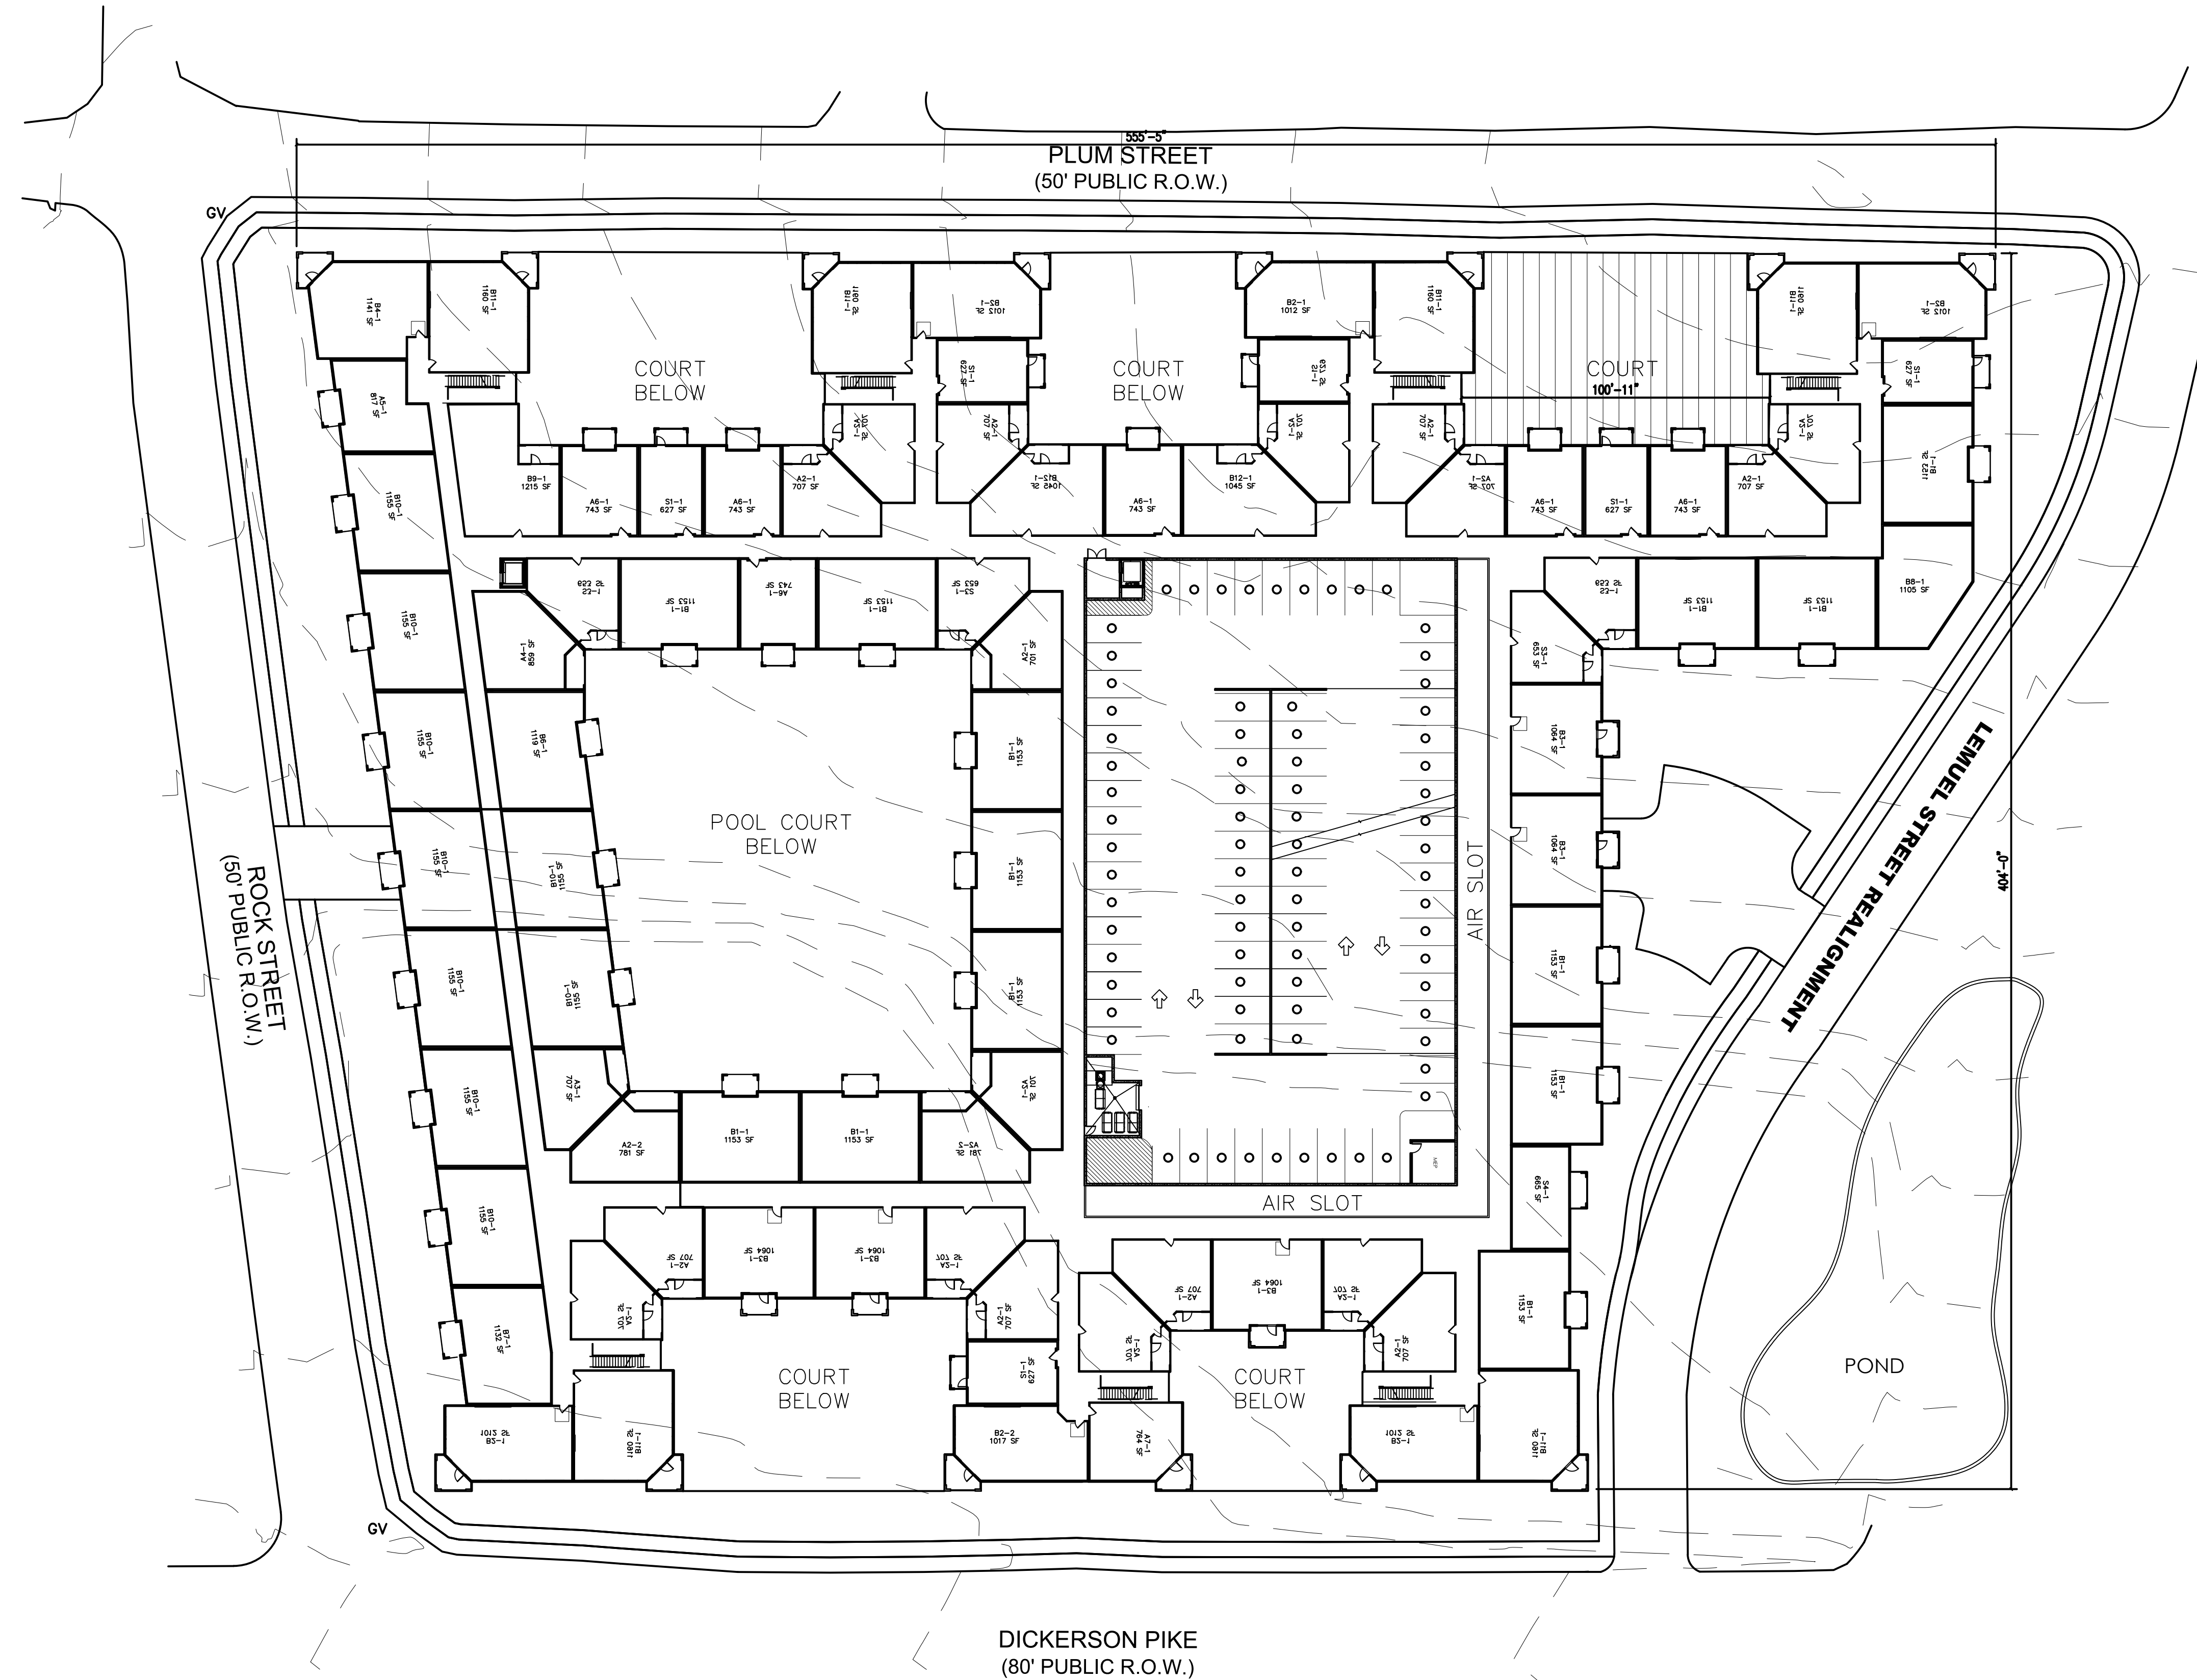 555'-5"
PLUM STREET
(50' PUBLIC R.O.W.)
GV
B4-1
1141 SF
B11-1
1160 SF
B11-1
1160 SF
B2-1
1012 SF
B2-1
1012 SF
B11-1
1160 SF
B11-1
1160 SF
B2-1
1012 SF
A5-1
817 SF
COURT
BELOW
S1-1
627 SF
COURT
BELOW
S1-1
627 SF
COURT
100'-11"
S1-1
627 SF
A2-1
707 SF
A2-1
707 SF
A2-1
707 SF
A2-1
707 SF
A2-1
707 SF
B10-1
1155 SF
B9-1
1215 SF
A6-1
743 SF
S1-1
627 SF
A6-1
743 SF
A2-1
707 SF
B12-1
1045 SF
A6-1
743 SF
B12-1
1045 SF
A2-1
707 SF
A6-1
743 SF
S1-1
627 SF
A6-1
743 SF
A2-1
707 SF
B1-1
1153 SF
B10-1
1155 SF
A4-1
859 SF
S3-1
653 SF
B1-1
1153 SF
A6-1
743 SF
B1-1
1153 SF
S3-1
653 SF
A2-1
701 SF
S3-1
653 SF
S3-1
653 SF
B1-1
1153 SF
B1-1
1153 SF
B8-1
1105 SF
B10-1
1155 SF
B6-1
1119 SF
B1-1
1153 SF
B3-1
1064 SF
LEMUEL STREET REALIGNMENT
404'-0"
POOL COURT
BELOW
B10-1
1155 SF
B10-1
1155 SF
B1-1
1153 SF
AIR SLOT
B3-1
1064 SF
ROCK STREET
(50' PUBLIC R.O.W.)
B10-1
1155 SF
B10-1
1155 SF
B1-1
1153 SF
B1-1
1153 SF
B10-1
1155 SF
A3-1
707 SF
A2-1
701 SF
B1-1
1153 SF
A2-2
781 SF
B1-1
1153 SF
B1-1
1153 SF
A2-2
781 SF
MEP
AIR SLOT
S4-1
665 SF
B10-1
1155 SF
A2-1
707 SF
B3-1
1064 SF
B3-1
1064 SF
A2-1
707 SF
A2-1
707 SF
B3-1
1064 SF
A2-1
707 SF
B7-1
1132 SF
A2-1
707 SF
A2-1
707 SF
A2-1
707 SF
A2-1
707 SF
B1-1
1153 SF
COURT
BELOW
S1-1
627 SF
COURT
BELOW
POND
B2-1
1012 SF
B11-1
1160 SF
B2-2
1017 SF
A7-1
764 SF
B2-1
1012 SF
B11-1
1160 SF
GV
DICKERSON PIKE
(80' PUBLIC R.O.W.)